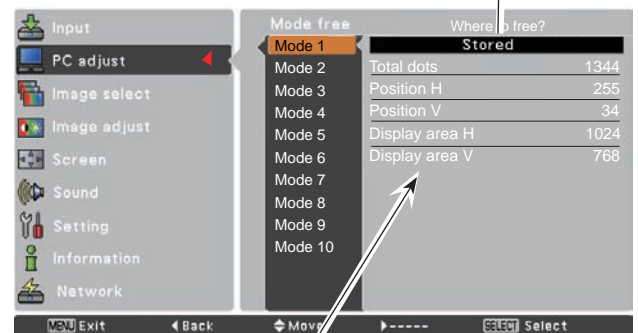 Input
PC adjust
Image select
Image adjust
Screen
Sound
Setting
Information
Network
Mode free
Mode 1
Mode 2
Mode 3
Mode 4
Mode 5
Mode 6
Mode 7
Mode 8
Mode 9
Mode 10
Where to free?
Stored
Total dots 1344
Position H 255
Position V 34
Display area H 1024
Display area V 768
MENU Exit ◀Back Move ▶----- SELECT Select